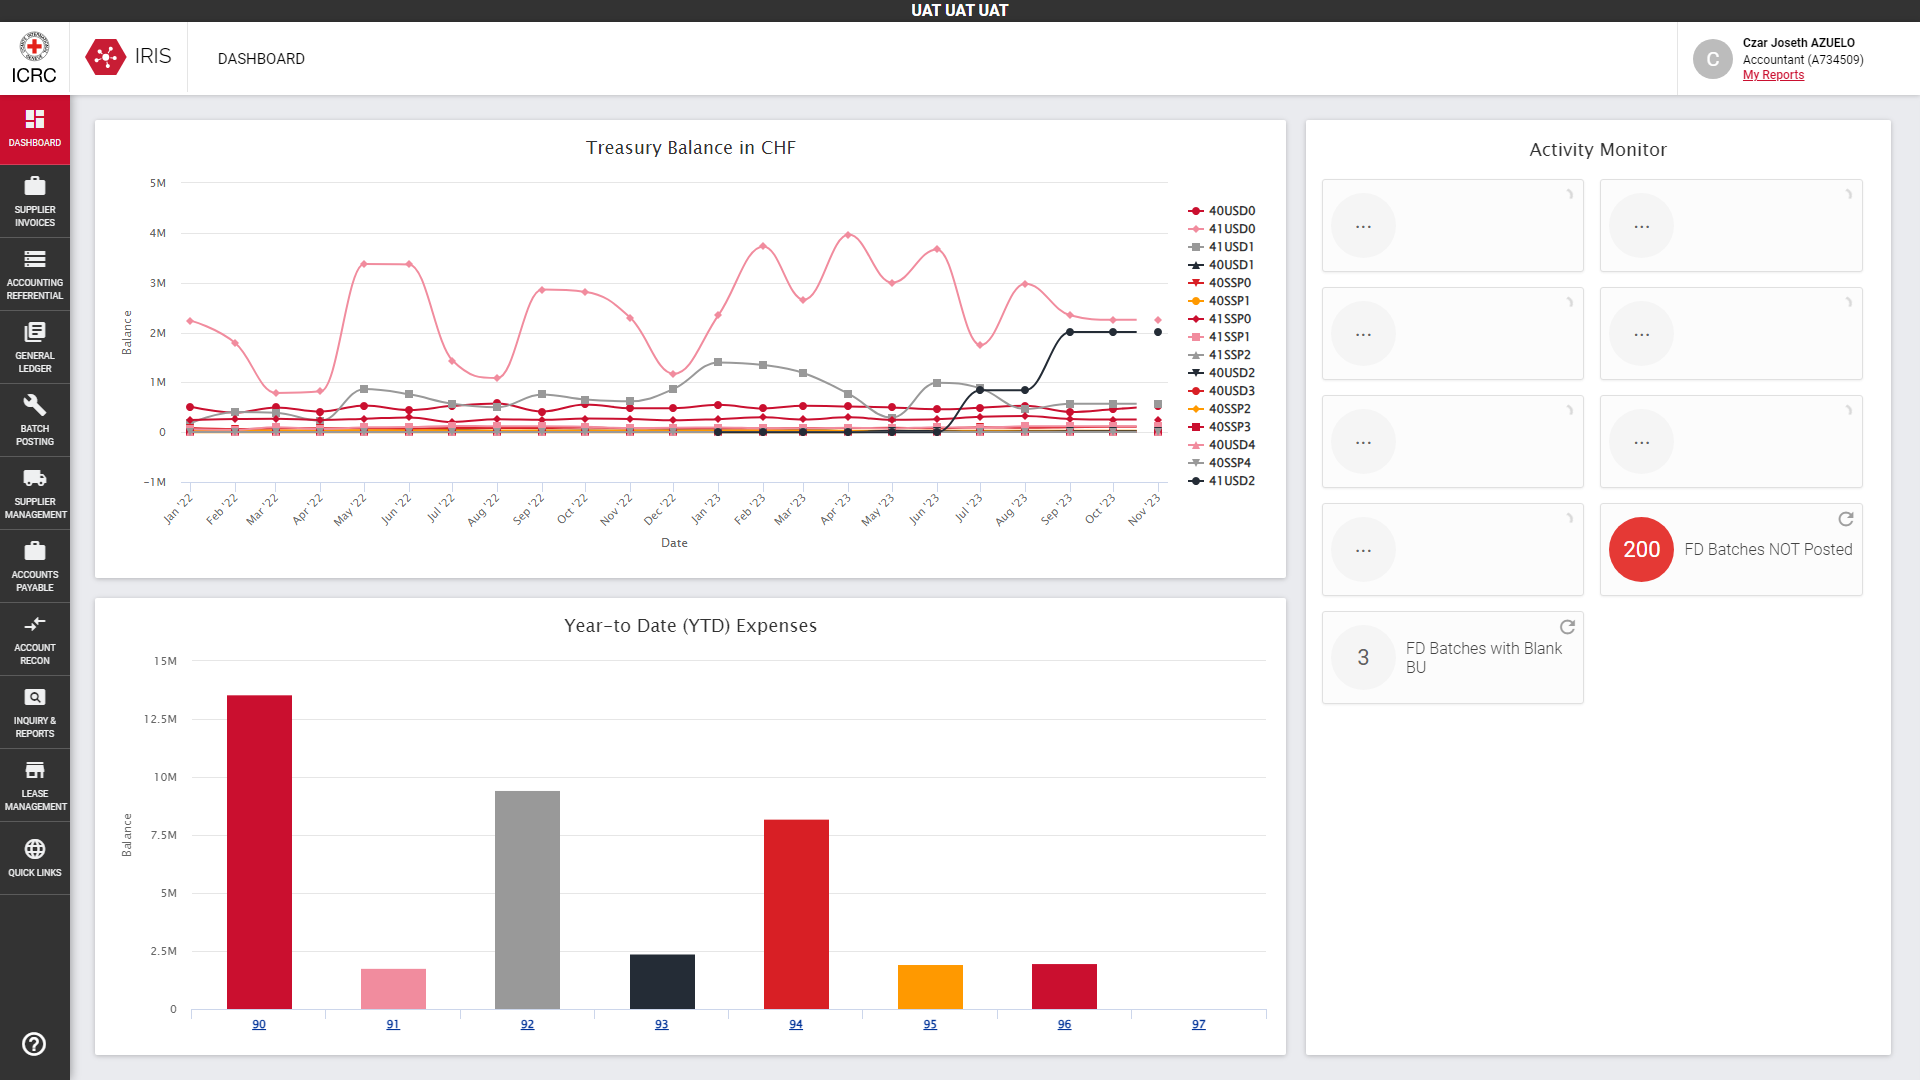 UAT UAT UAT
ICRC
IRIS
DASHBOARD
Czar Joseth AZUELO
Accountant (A734509)
My Reports
DASHBOARD
SUPPLIER
INVOICES
ACCOUNTING
REFERENTIAL
GENERAL
LEDGER
BATCH
POSTING
SUPPLIER
MANAGEMENT
ACCOUNTS
PAYABLE
ACCOUNT
RECON
INQUIRY &
REPORTS
LEASE
MANAGEMENT
QUICK LINKS
Treasury Balance in CHF
Balance
5M
4M
3M
2M
1M
0
−1M
Jan '22
Feb '22
Mar '22
Apr '22
May '22
Jun '22
Jul '22
Aug '22
Sep '22
Oct '22
Nov '22
Dec '22
Jan '23
Feb '23
Mar '23
Apr '23
May '23
Jun '23
Jul '23
Aug '23
Sep '23
Oct '23
Nov '23
Date
40USD0
41USD0
41USD1
40USD1
40SSP0
40SSP1
41SSP0
41SSP1
41SSP2
40USD2
40USD3
40SSP2
40SSP3
40USD4
40SSP4
41USD2
Year-to Date (YTD) Expenses
Balance
15M
12.5M
10M
7.5M
5M
2.5M
0
90
91
92
93
94
95
96
97
Activity Monitor
...
...
...
...
...
...
...
200
FD Batches NOT Posted
3
FD Batches with Blank
BU
C